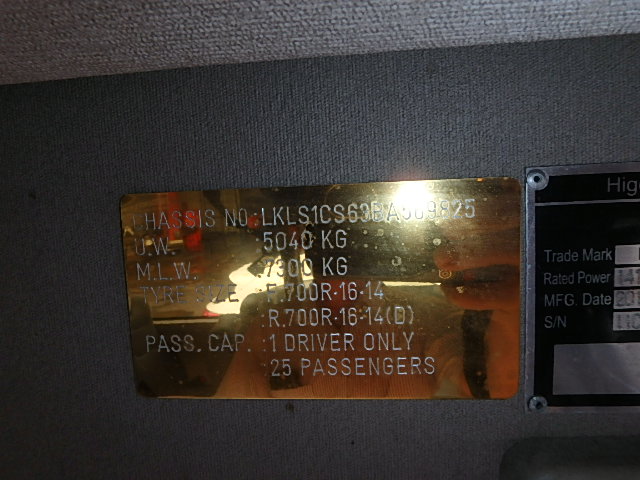 CHASSIS NO: LKLS1CS63BA509825
U.W. :5040 KG
M.L.W. :7300 KG
TYRE SIZE :F.700R·16·14
:R.700R·16·14(D)
PASS. CAP. :1 DRIVER ONLY
:25 PASSENGERS
Trade Mark
Rated Power
MFG. Date
S/N